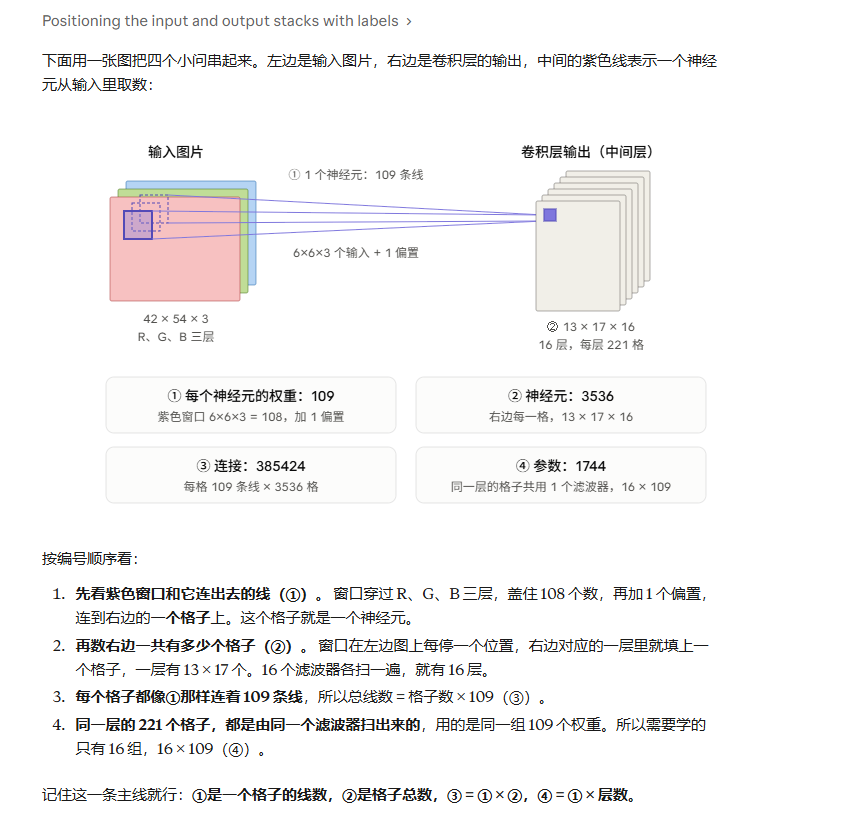 Positioning the input and output stacks with labels ›
下面用一张图把四个小问串起来。左边是输入图片，右边是卷积层的输出，中间的紫色线表示一个神经
元从输入里取数：
输入图片
卷积层输出（中间层）
① 1 个神经元：109 条线
6×6×3 个输入 + 1 偏置
42 × 54 × 3
R、G、B 三层
② 13 × 17 × 16
16 层，每层 221 格
① 每个神经元的权重：109
紫色窗口 6×6×3 = 108，加 1 偏置
② 神经元：3536
右边每一格，13 × 17 × 16
③ 连接：385424
每格 109 条线 × 3536 格
④ 参数：1744
同一层的格子共用 1 个滤波器，16 × 109
按编号顺序看：
1. 先看紫色窗口和它连出去的线（①）。窗口穿过 R、G、B 三层，盖住 108 个数，再加 1 个偏置，
连到右边的一个格子上。这个格子就是一个神经元。
2. 再数右边一共有多少个格子（②）。窗口在左边图上每停一个位置，右边对应的一层里就填上一
个格子，一层有 13 × 17 个。16 个滤波器各扫一遍，就有 16 层。
3. 每个格子都像①那样连着 109 条线，所以总线数 = 格子数 × 109（③）。
4. 同一层的 221 个格子，都是由同一个滤波器扫出来的，用的是同一组 109 个权重。所以需要学的
只有 16 组，16 × 109（④）。
记住这一条主线就行：①是一个格子的线数，②是格子总数，③ = ① × ②，④ = ① × 层数。